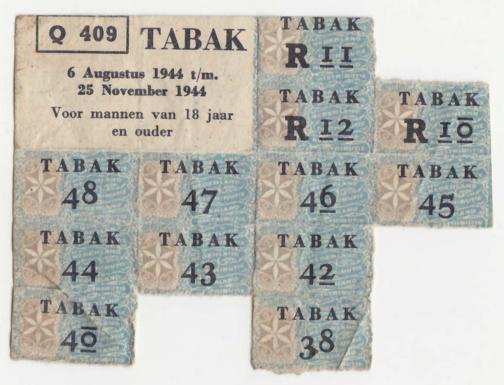 Q 409 TABAK
6 Augustus 1944 t/m.
25 November 1944
Voor mannen van 18 jaar
en ouder
TABAK
R 11
TABAK
R 12
TABAK
R 10
TABAK
48
TABAK
47
TABAK
46
TABAK
45
TABAK
44
TABAK
43
TABAK
42
TABAK
40
TABAK
38